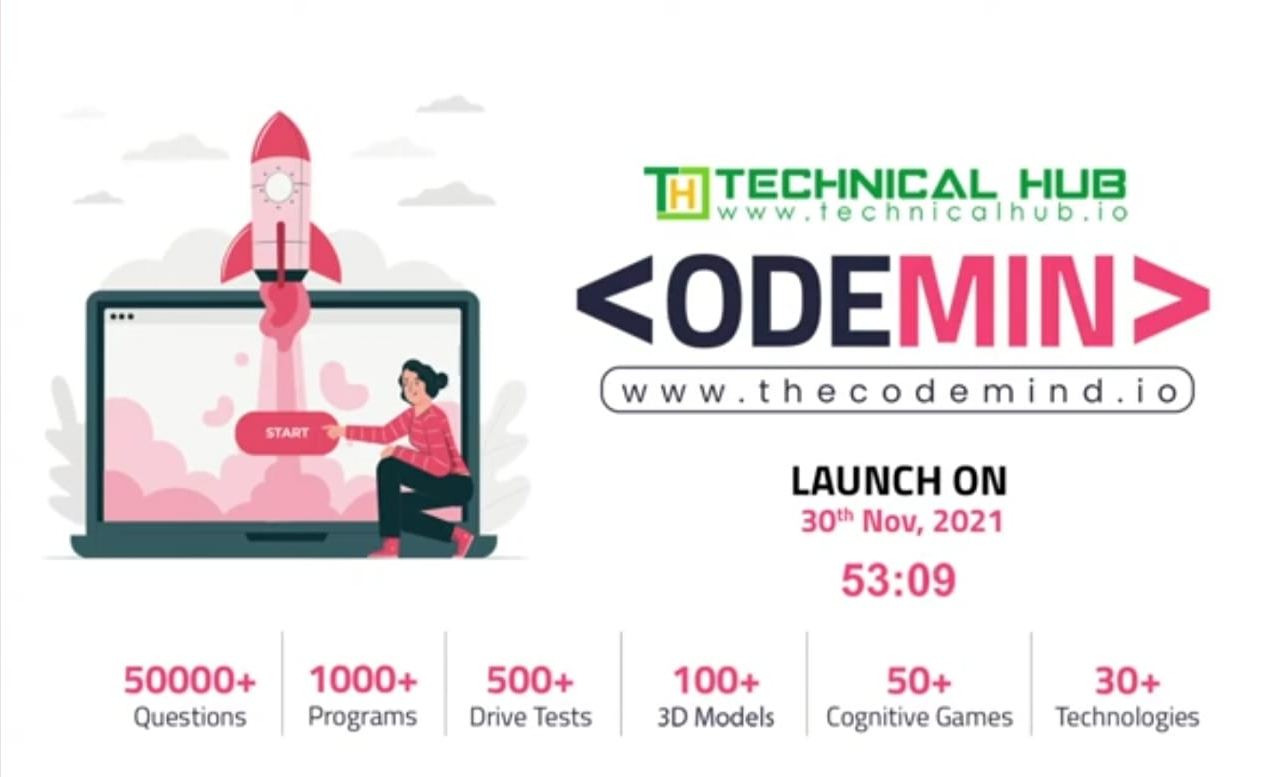 TH TECHNICAL HUB
www.technicalhub.io
<ODEMIN>
www.thecodemind.io
START
LAUNCH ON
30th Nov, 2021
53:09
50000+
Questions
1000+
Programs
500+
Drive Tests
100+
3D Models
50+
Cognitive Games
30+
Technologies